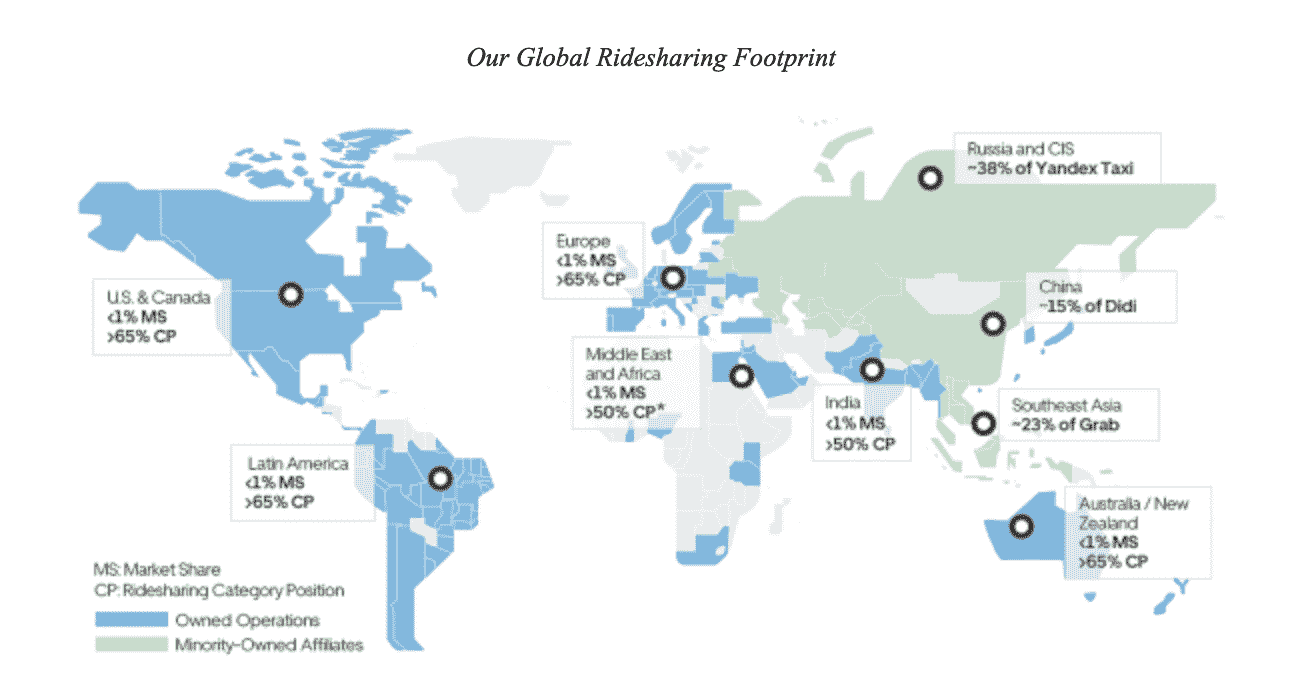 Our Global Ridesharing Footprint
Russia and CIS
~38% of Yandex Taxi
Europe
<1% MS
>65% CP
U.S. & Canada
<1% MS
>65% CP
China
~15% of Didi
Middle East
and Africa
<1% MS
>50% CP*
India
<1% MS
>50% CP
Southeast Asia
~23% of Grab
Latin America
<1% MS
>65% CP
Australia / New
Zealand
<1% MS
>65% CP
MS: Market Share
CP: Ridesharing Category Position
Owned Operations
Minority-Owned Affiliates